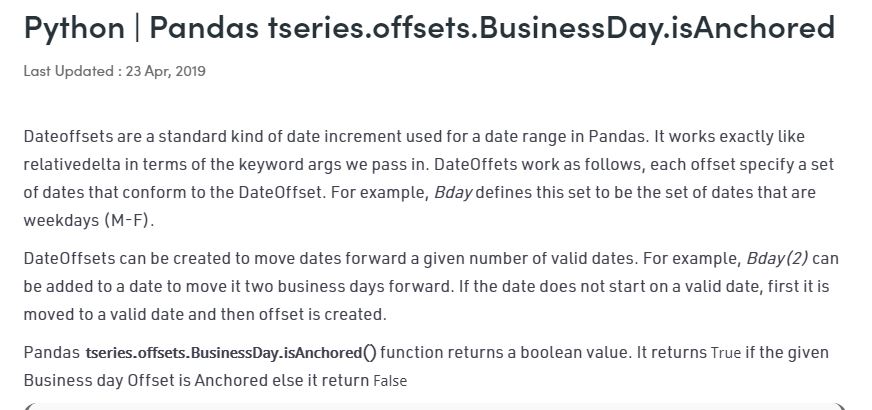 Python | Pandas tseries.offsets.BusinessDay.isAnchored
Last Updated : 23 Apr, 2019
Dateoffsets are a standard kind of date increment used for a date range in Pandas. It works exactly like
relativedelta in terms of the keyword args we pass in. DateOffets work as follows, each offset specify a set
of dates that conform to the DateOffset. For example, Bday defines this set to be the set of dates that are
weekdays (M-F).
DateOffsets can be created to move dates forward a given number of valid dates. For example, Bday(2) can
be added to a date to move it two business days forward. If the date does not start on a valid date, first it is
moved to a valid date and then offset is created.
Pandas tseries.offsets.BusinessDay.isAnchored() function returns a boolean value. It returns True if the given
Business day Offset is Anchored else it return False